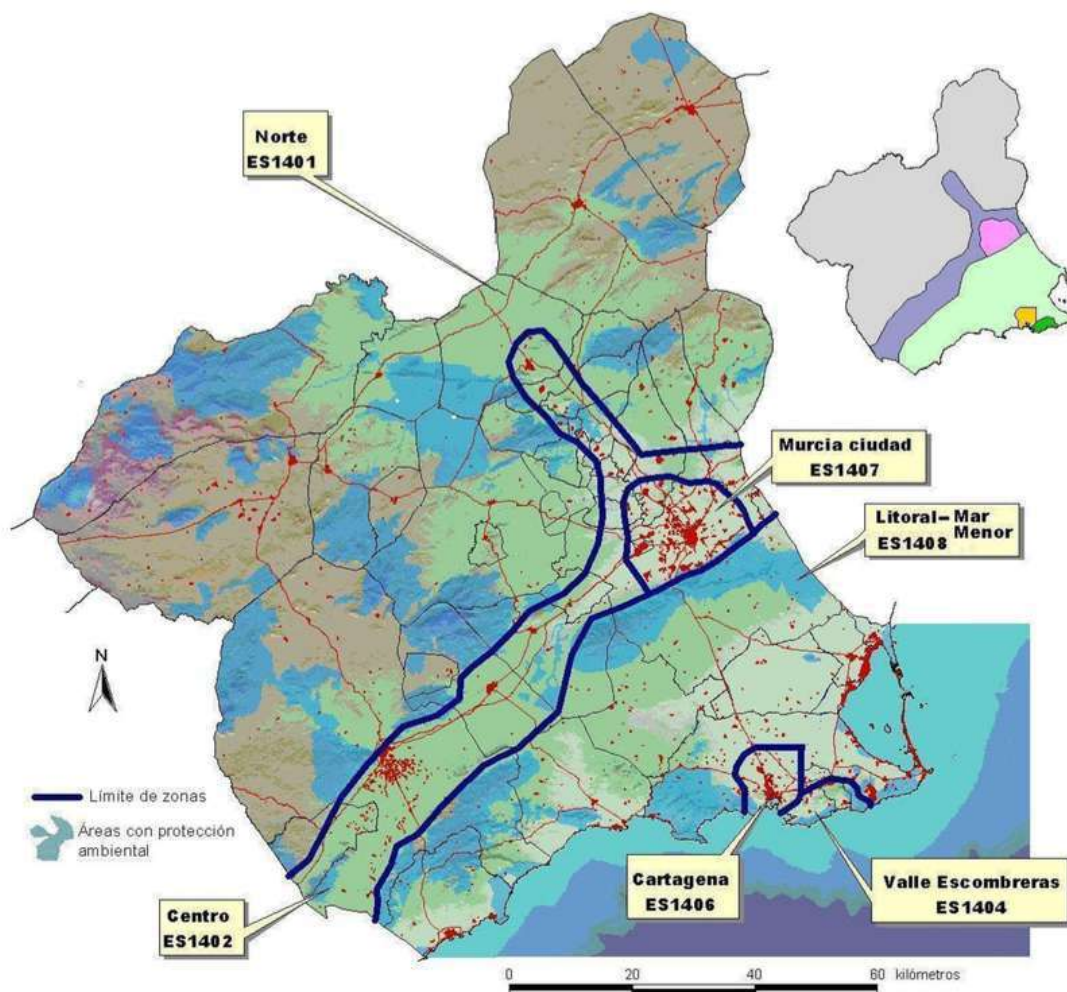 Norte
ES1401
Murcia ciudad
ES1407
Litoral– Mar
Menor
ES1408
N
Límite de zonas
Áreas con protección
ambiental
Cartagena
ES1406
Valle Escombreras
ES1404
Centro
ES1402
0 20 40 60 kilómetros